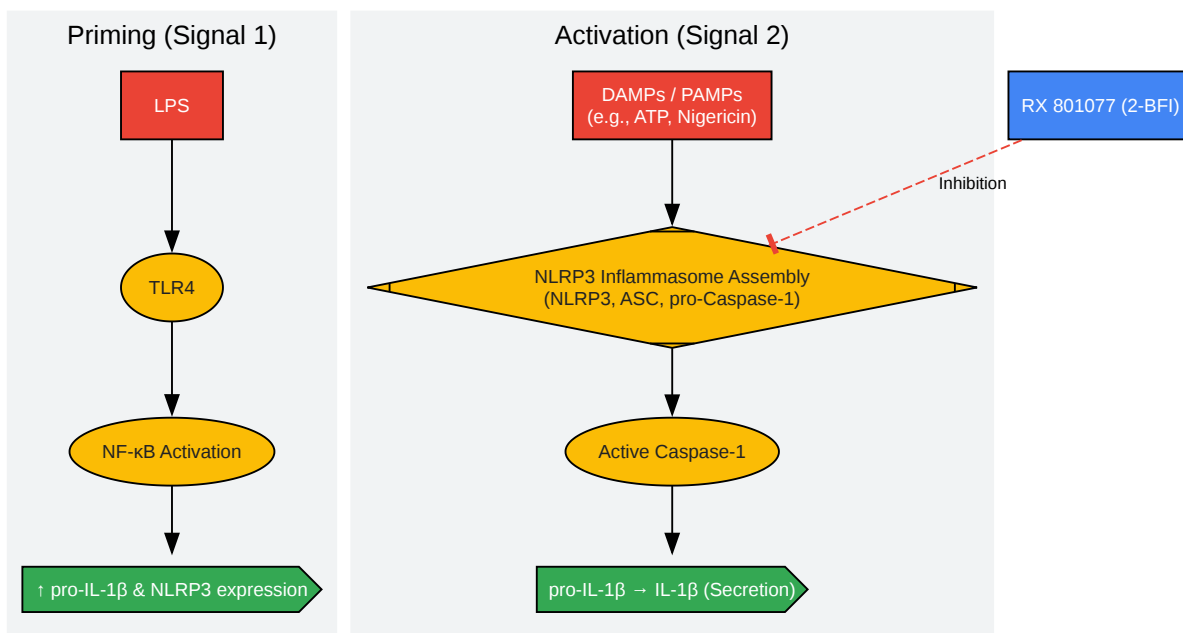 Priming (Signal 1)
LPS
TLR4
NF-κB Activation
↑ pro-IL-1β & NLRP3 expression
Activation (Signal 2)
DAMPs / PAMPs
(e.g., ATP, Nigericin)
NLRP3 Inflammasome Assembly
(NLRP3, ASC, pro-Caspase-1)
Active Caspase-1
pro-IL-1β → IL-1β (Secretion)
RX 801077 (2-BFI)
Inhibition